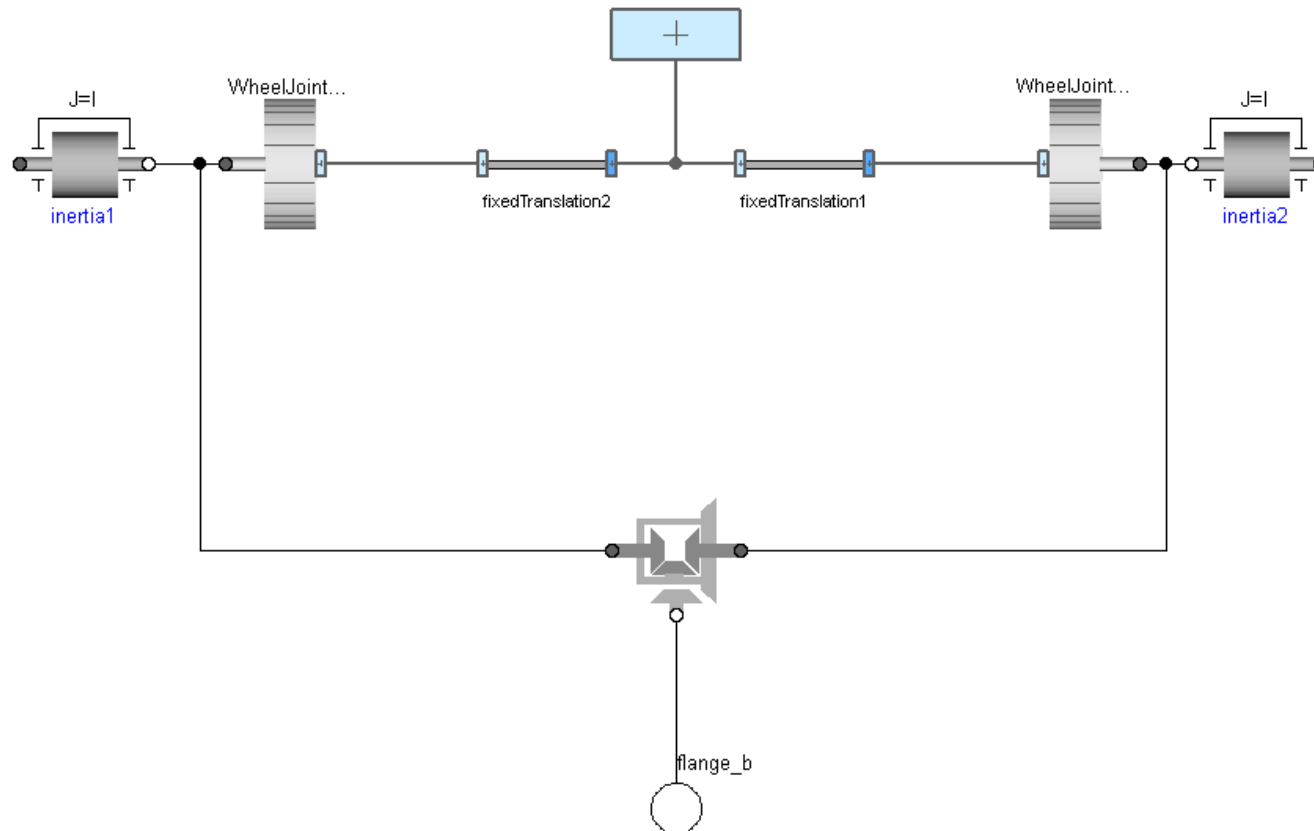 WheelJoint...
WheelJoint...
J=I
J=I
fixedTranslation2
fixedTranslation1
inertia1
inertia2
flange_b